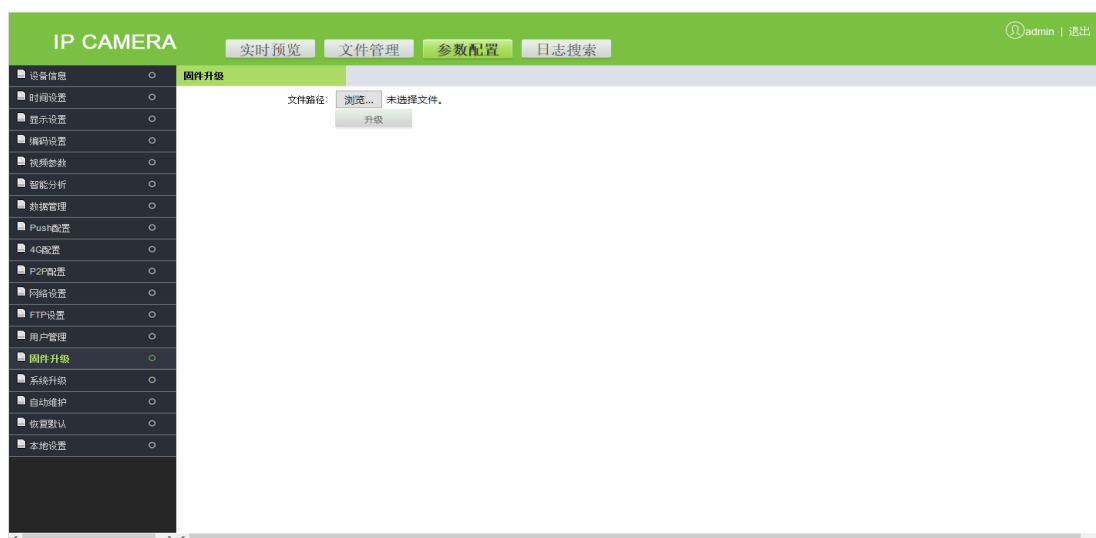 IP CAMERA
实时预览 文件管理 参数配置 日志搜索
admin | 退出
设备信息
时间设置
显示设置
编码设置
视频参数
智能分析
数据管理
Push配置
4G配置
P2P配置
网络设置
FTP设置
用户管理
固件升级
系统升级
自动维护
恢复默认
本地设置
固件升级
文件路径: 浏览... 未选择文件。
升级